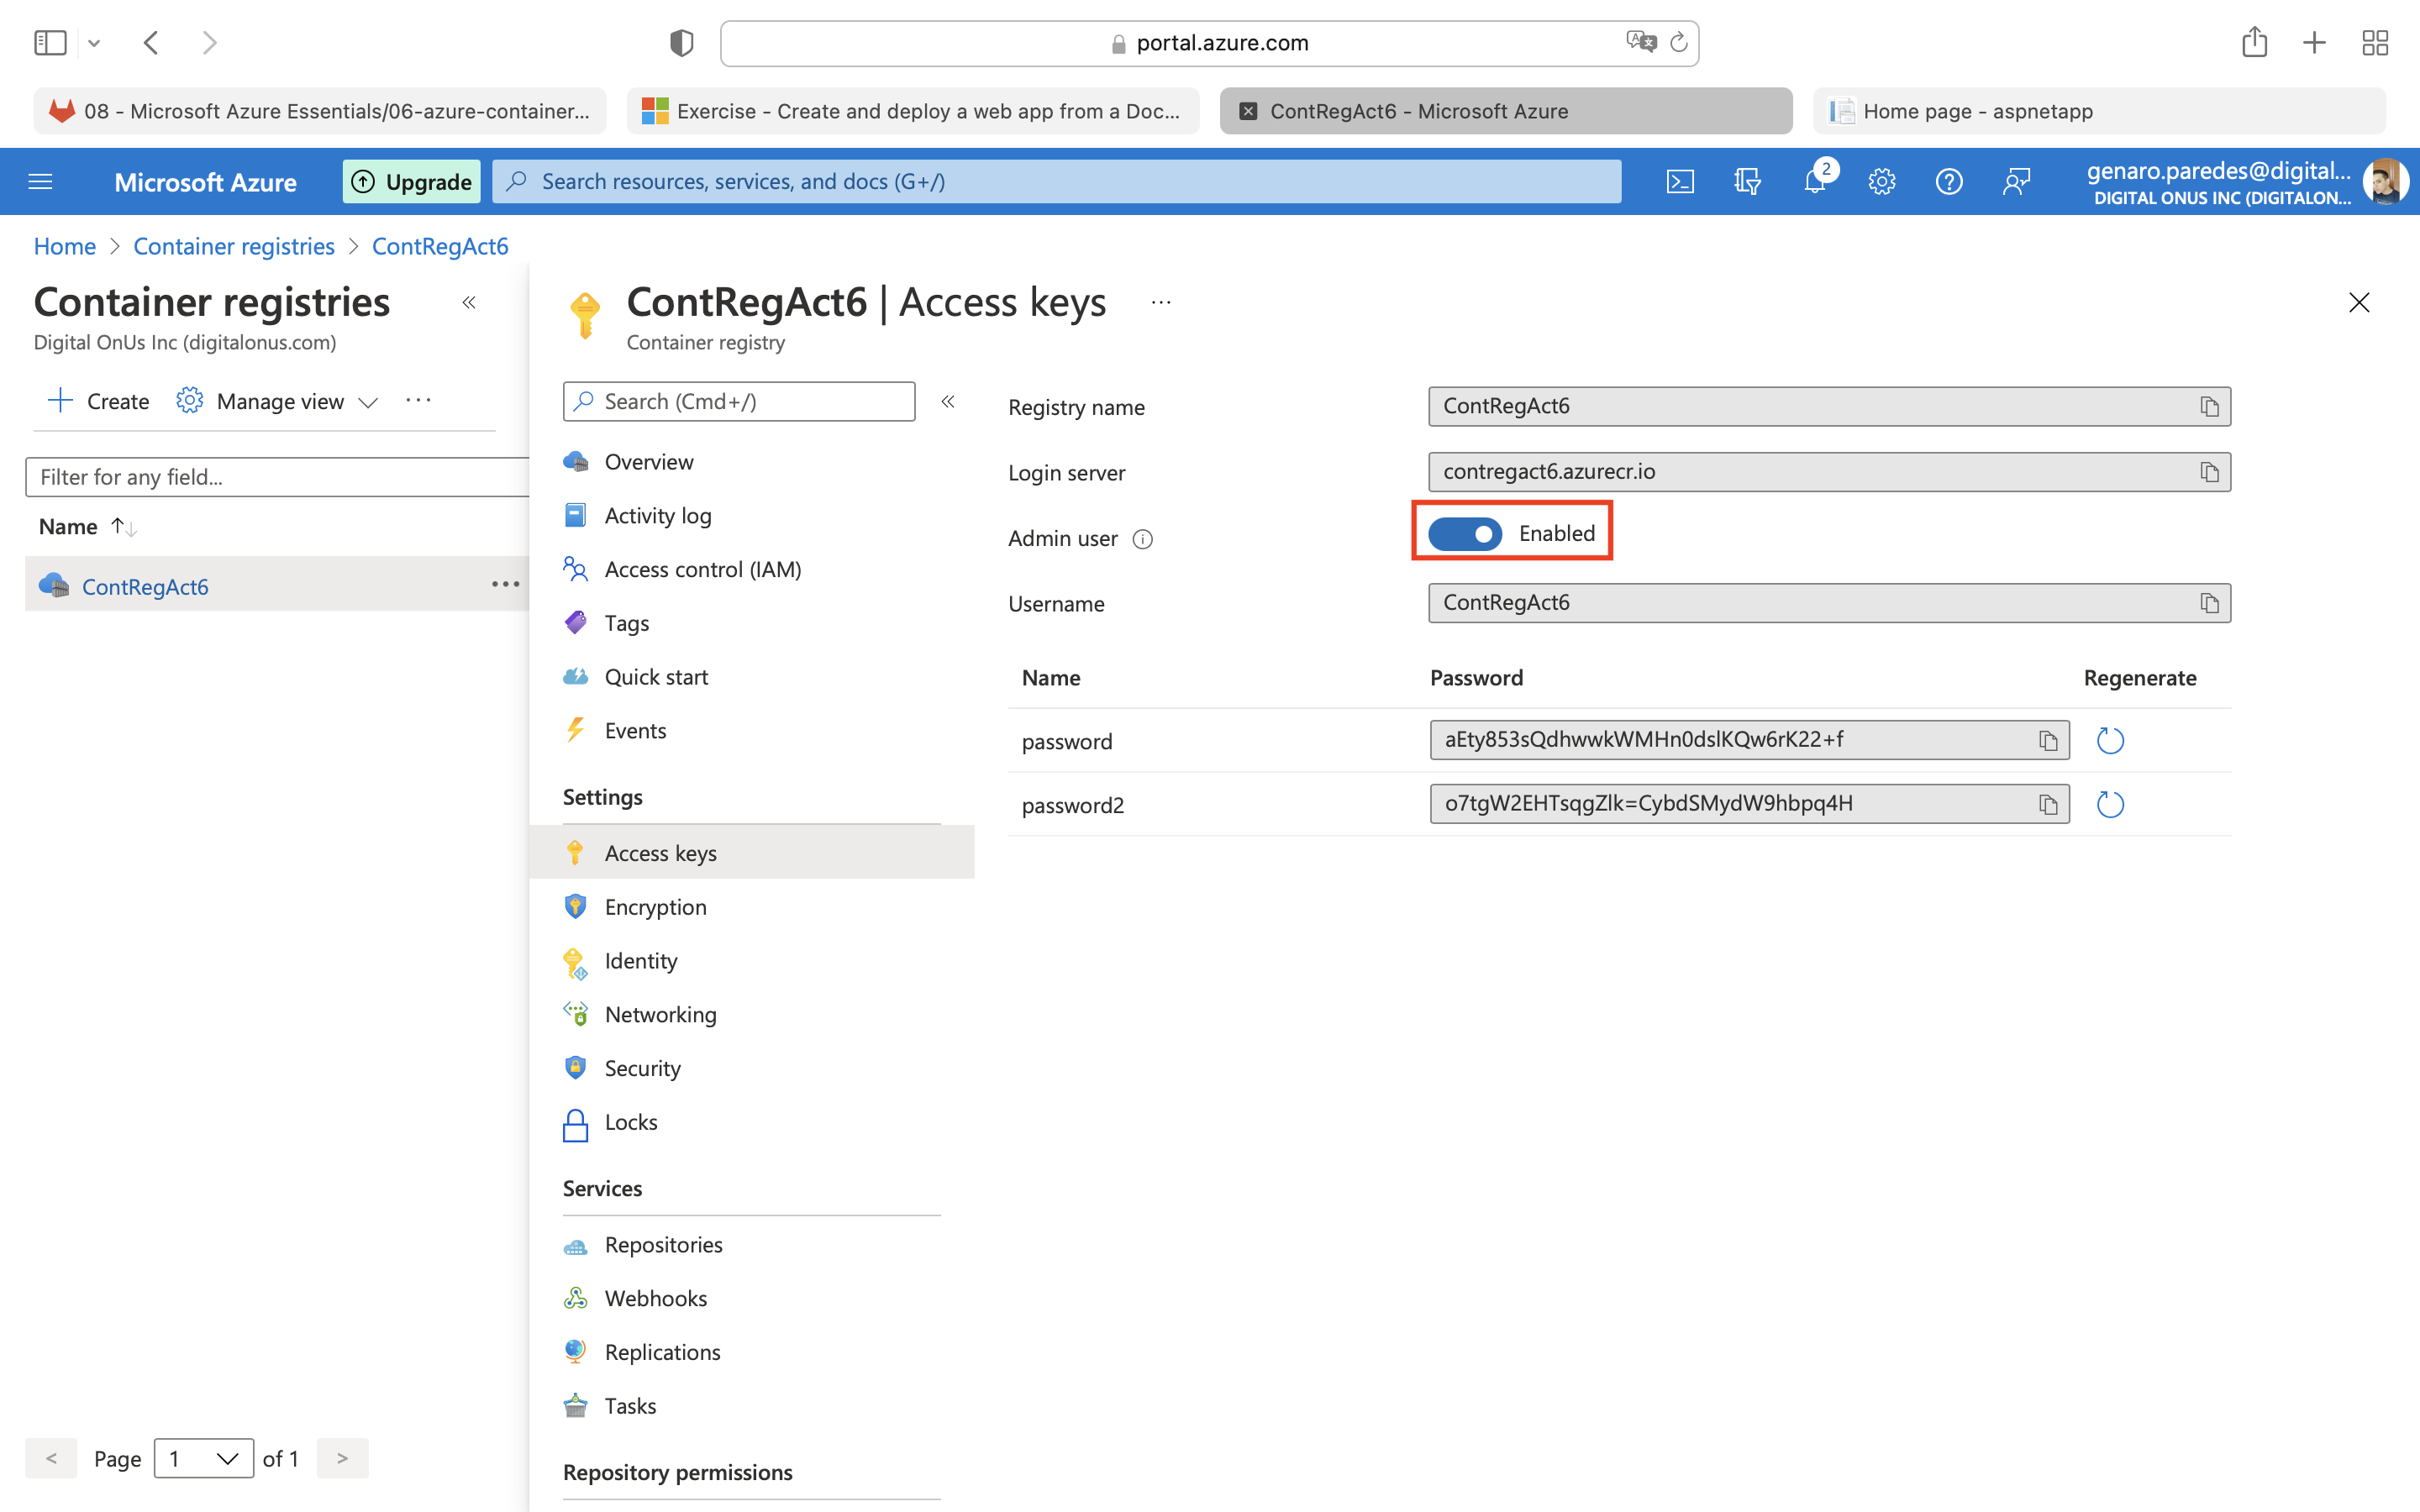 portal.azure.com
08 - Microsoft Azure Essentials/06-azure-container...
Exercise - Create and deploy a web app from a Doc...
ContRegAct6 - Microsoft Azure
Home page - aspnetapp
Microsoft Azure
Upgrade
Search resources, services, and docs (G+/)
2
genaro.paredes@digital...
DIGITAL ONUS INC (DIGITALON...
Home > Container registries > ContRegAct6
Container registries
Digital OnUs Inc (digitalonus.com)
Create
Manage view
Filter for any field...
Name
ContRegAct6
Page 1 of 1
ContRegAct6 | Access keys
Container registry
Search (Cmd+/)
Overview
Activity log
Access control (IAM)
Tags
Quick start
Events
Settings
Access keys
Encryption
Identity
Networking
Security
Locks
Services
Repositories
Webhooks
Replications
Tasks
Repository permissions
Registry name
ContRegAct6
Login server
contregact6.azurecr.io
Admin user
Enabled
Username
ContRegAct6
Name Password Regenerate
password aEty853sQdhwwkWMHn0dslKQw6rK22+f
password2 o7tgW2EHTsqgZlk=CybdSMydW9hbpq4H